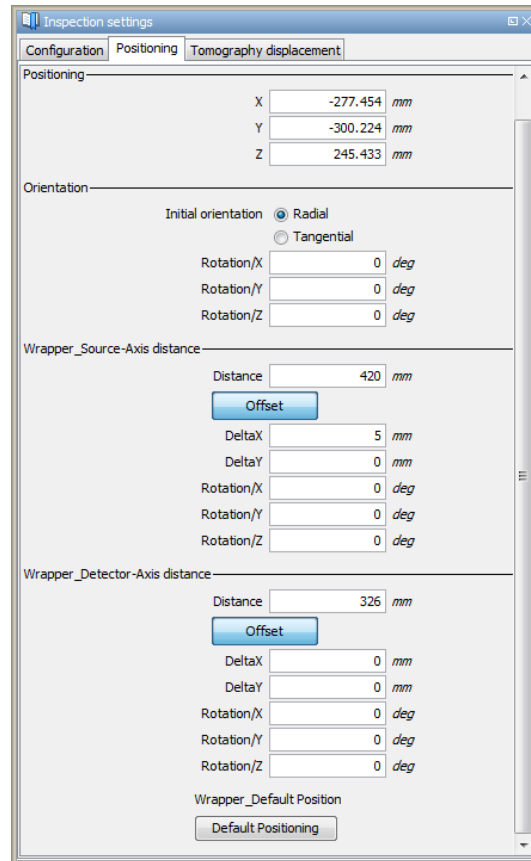 Inspection settings
Configuration Positioning Tomography displacement
Positioning
X -277.454 mm
Y -300.224 mm
Z 245.433 mm
Orientation
Initial orientation Radial
Tangential
Rotation/X 0 deg
Rotation/Y 0 deg
Rotation/Z 0 deg
Wrapper_Source-Axis distance
Distance 420 mm
Offset
DeltaX 5 mm
DeltaY 0 mm
Rotation/X 0 deg
Rotation/Y 0 deg
Rotation/Z 0 deg
Wrapper_Detector-Axis distance
Distance 326 mm
Offset
DeltaX 0 mm
DeltaY 0 mm
Rotation/X 0 deg
Rotation/Y 0 deg
Rotation/Z 0 deg
Wrapper_Default Position
Default Positioning